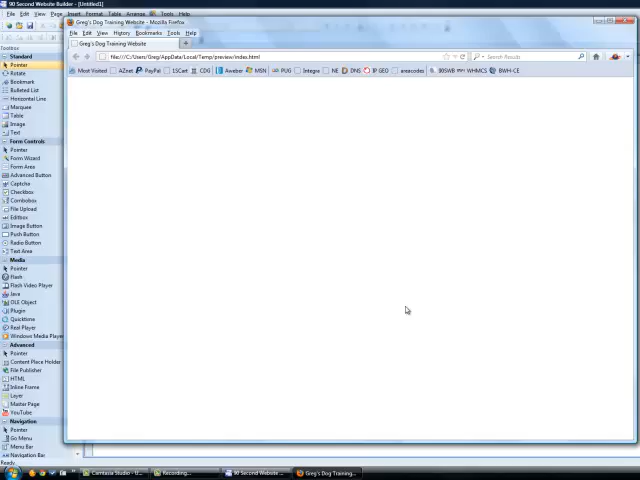 90 Second Website Builder - [Untitled1]
File Edit View Page Insert Format Table Arrange Tools Help
Greg's Dog Training Website - Mozilla Firefox
File Edit View History Bookmarks Tools Help
Greg's Dog Training Website
file:///C:/Users/Greg/AppData/Local/Temp/preview/index.html
Search Results
Most Visited AZnet PayPal 1SCart CDG Aweber MSN PUG Integra NE DNS IP GEO areacodes 90SWB WHMCS BWH-CE
Toolbox
Standard
Pointer
Rotate
Bookmark
Bulleted List
Horizontal Line
Marquee
Table
Image
Text
Form Controls
Pointer
Form Wizard
Form Area
Advanced Button
Captcha
Checkbox
Combobox
File Upload
Editbox
Image Button
Push Button
Radio Button
Text Area
Media
Pointer
Flash
Flash Video Player
Java
OLE Object
Plugin
Quicktime
Real Player
Windows Media Player
Advanced
Pointer
Content Place Holder
File Publisher
HTML
Inline Frame
Layer
Master Page
YouTube
Navigation
Pointer
Go Menu
Menu Bar
Navigation Bar
Ready
Camtasia Studio - U... Recording... 90 Second Website ... Greg's Dog Training...